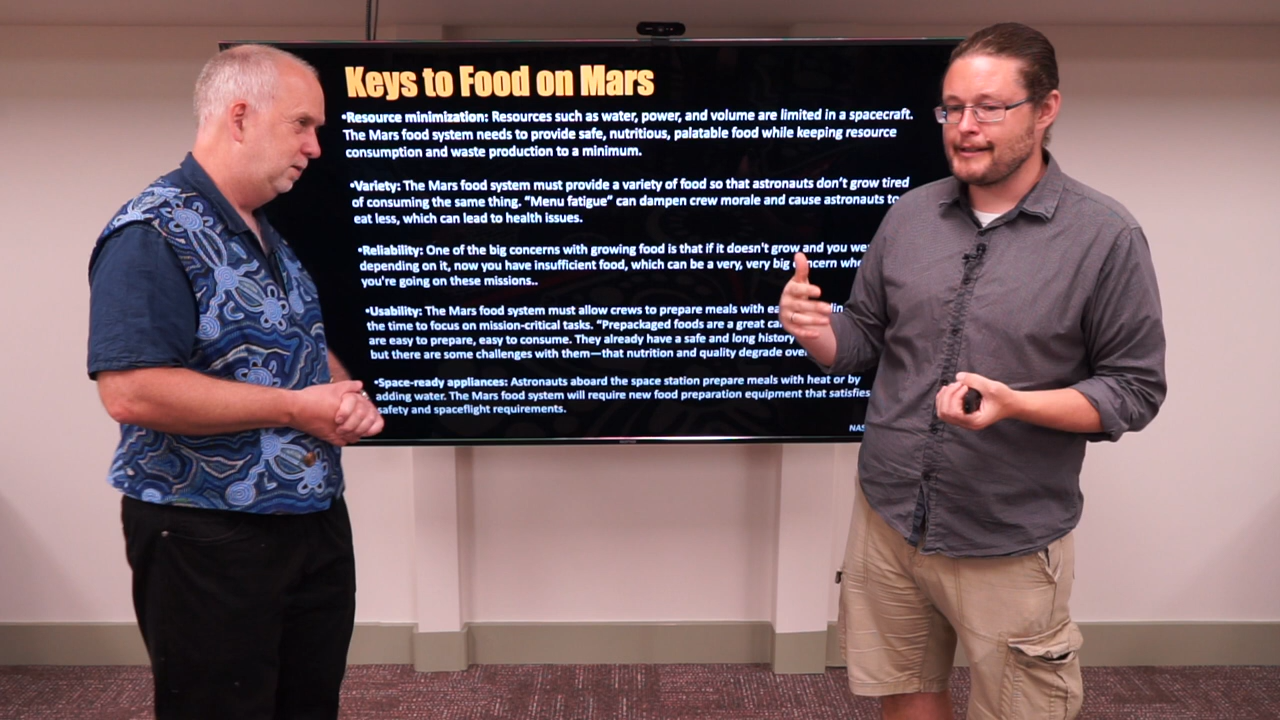 Keys to Food on Mars
•Resource minimization: Resources such as water, power, and volume are limited in a spacecraft.
The Mars food system needs to provide safe, nutritious, palatable food while keeping resource
consumption and waste production to a minimum.
•Variety: The Mars food system must provide a variety of food so that astronauts don't grow tired
of consuming the same thing. "Menu fatigue" can dampen crew morale and cause astronauts to
eat less, which can lead to health issues.
•Reliability: One of the big concerns with growing food is that if it doesn't grow and you we
depending on it, now you have insufficient food, which can be a very, very big concern whe
you're going on these missions..
•Usability: The Mars food system must allow crews to prepare meals with ea
the time to focus on mission-critical tasks. "Prepackaged foods are a great ca
are easy to prepare, easy to consume. They already have a safe and long history
but there are some challenges with them—that nutrition and quality degrade ove
•Space-ready appliances: Astronauts aboard the space station prepare meals with heat or by
adding water. The Mars food system will require new food preparation equipment that satisfies
safety and spaceflight requirements.
NAS